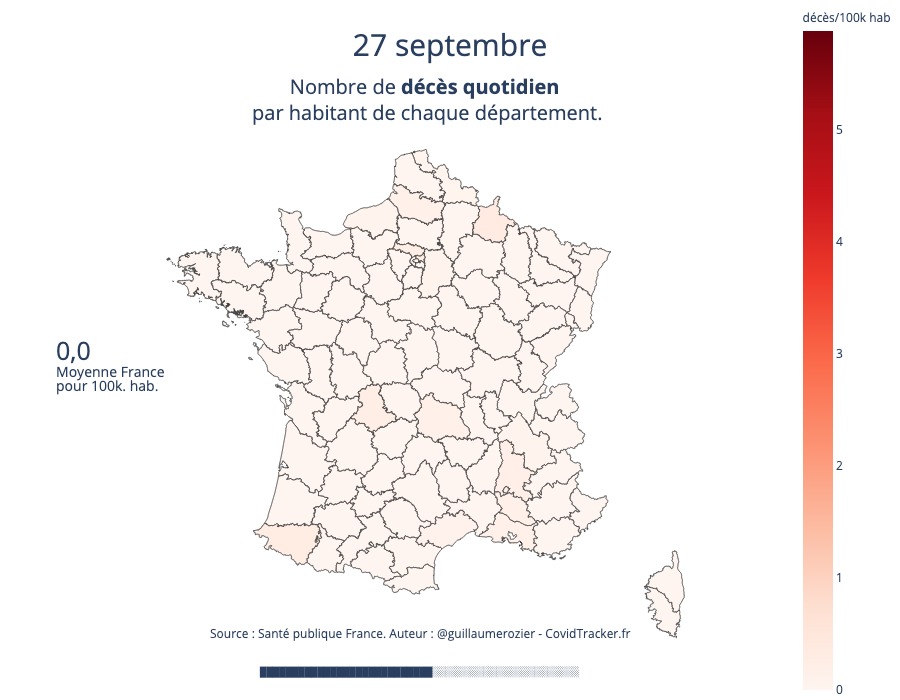 décès/100k hab
27 septembre
Nombre de décès quotidien
par habitant de chaque département.
5
4
0,0
Moyenne France
pour 100k. hab.
3
2
1
Source : Santé publique France. Auteur : @guillaumerozier - CovidTracker.fr
0